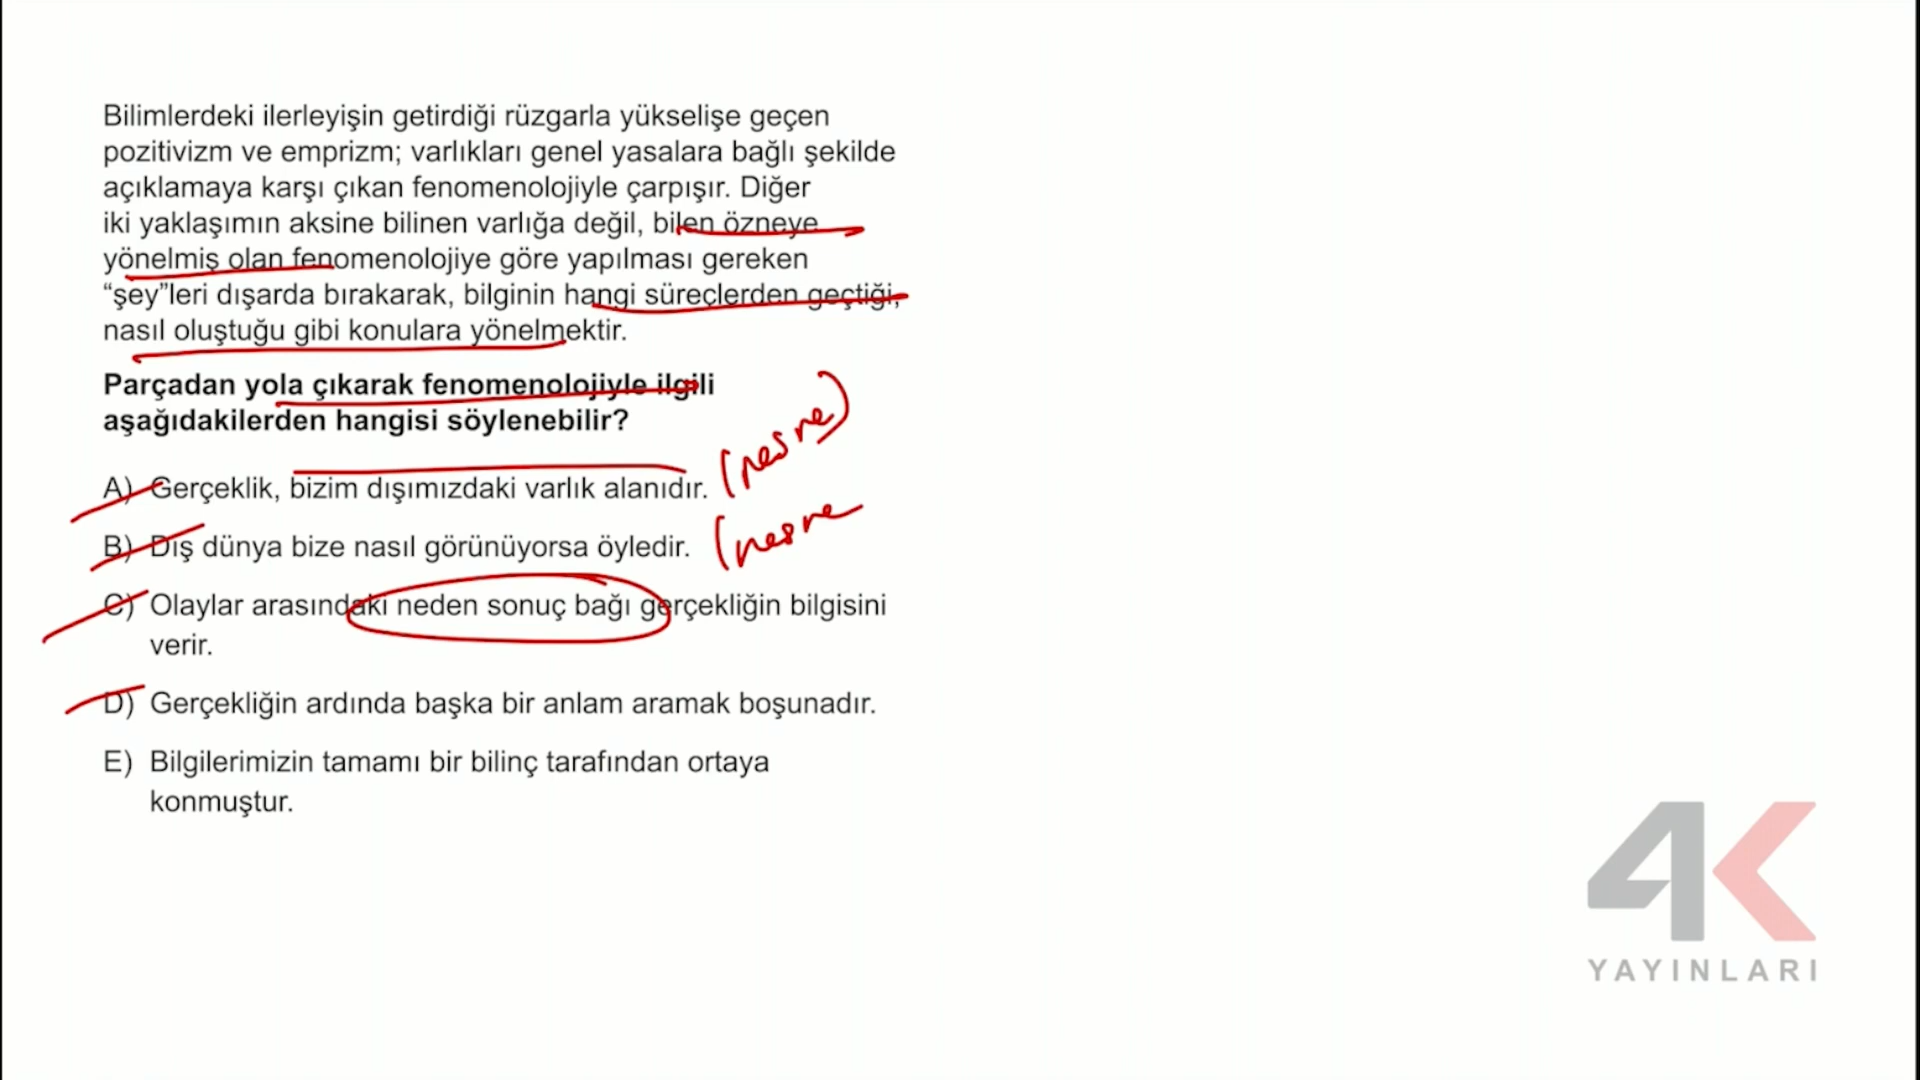 Bilimlerdeki ilerleyişin getirdiği rüzgarla yükselişe geçen
pozitivizm ve emprizm; varlıkları genel yasalara bağlı şekilde
açıklamaya karşı çıkan fenomenolojiyle çarpışır. Diğer
iki yaklaşımın aksine bilinen varlığa değil, bilen özneye
yönelmiş olan fenomenolojiye göre yapılması gereken
“şey”leri dışarda bırakarak, bilginin hangi süreçlerden geçtiği,
nasıl oluştuğu gibi konulara yönelmektir.
Parçadan yola çıkarak fenomenolojiyle ilgili
aşağıdakilerden hangisi söylenebilir?
A) Gerçeklik, bizim dışımızdaki varlık alanıdır. (nesne)
B) Dış dünya bize nasıl görünüyorsa öyledir. (nesne
C) Olaylar arasındaki neden sonuç bağı gerçekliğin bilgisini
verir.
D) Gerçekliğin ardında başka bir anlam aramak boşunadır.
E) Bilgilerimizin tamamı bir bilinç tarafından ortaya
konmuştur.
4K
YAYINLARI